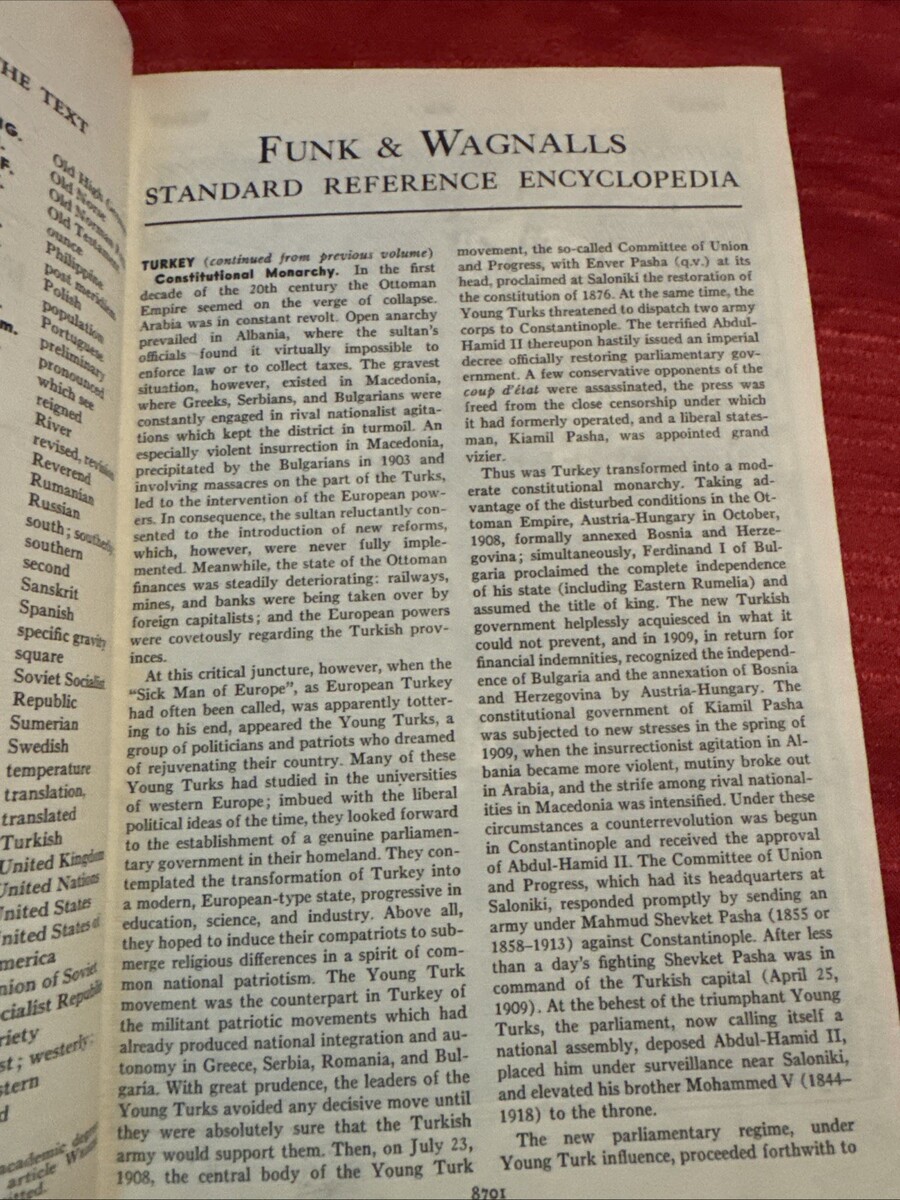 THE TEXT
Old High
Old Norse
Old Norman
Old Testament
ounce
Philippine
post meridiem
Polish
population
Portuguese
preliminary
pronounced
which see
reigned
River
revised, revision
Reverend
Rumanian
Russian
south; southerly
southern
second
Sanskrit
Spanish
specific gravity
square
Soviet Socialist
Republic
Sumerian
Swedish
temperature
translation,
translated
Turkish
United Kingdom
United Nations
United States
United States of
merica
nion of Soviet
cialist Republic
riety
st; westerly;
stern
academic
article
FUNK & WAGNALLS
STANDARD REFERENCE ENCYCLOPEDIA
TURKEY (continued from previous volume)
Constitutional Monarchy. In the first
decade of the 20th century the Ottoman
Empire seemed on the verge of collapse.
Arabia was in constant revolt. Open anarchy
prevailed in Albania, where the sultan's
officials found it virtually impossible to
enforce law or to collect taxes. The gravest
situation, however, existed in Macedonia,
where Greeks, Serbians, and Bulgarians were
constantly engaged in rival nationalist agita-
tions which kept the district in turmoil. An
especially violent insurrection in Macedonia,
precipitated by the Bulgarians in 1903 and
involving massacres on the part of the Turks,
led to the intervention of the European pow-
ers. In consequence, the sultan reluctantly con-
sented to the introduction of new reforms,
which, however, were never fully imple-
mented. Meanwhile, the state of the Ottoman
finances was steadily deteriorating: railways,
mines, and banks were being taken over by
foreign capitalists; and the European powers
were covetously regarding the Turkish prov-
inces.
At this critical juncture, however, when the
"Sick Man of Europe", as European Turkey
had often been called, was apparently totter-
ing to his end, appeared the Young Turks, a
group of politicians and patriots who dreamed
of rejuvenating their country. Many of these
Young Turks had studied in the universities
of western Europe; imbued with the liberal
political ideas of the time, they looked forward
to the establishment of a genuine parliamen-
tary government in their homeland. They con-
templated the transformation of Turkey into
a modern, European-type state, progressive in
education, science, and industry. Above all,
they hoped to induce their compatriots to sub-
merge religious differences in a spirit of com-
mon national patriotism. The Young Turk
movement was the counterpart in Turkey of
the militant patriotic movements which had
already produced national integration and au-
tonomy in Greece, Serbia, Romania, and Bul-
garia. With great prudence, the leaders of the
Young Turks avoided any decisive move until
they were absolutely sure that the Turkish
army would support them. Then, on July 23,
1908, the central body of the Young Turk
movement, the so-called Committee of Union
and Progress, with Enver Pasha (q.v.) at its
head, proclaimed at Saloniki the restoration of
the constitution of 1876. At the same time, the
Young Turks threatened to dispatch two army
corps to Constantinople. The terrified Abdul-
Hamid II thereupon hastily issued an imperial
decree officially restoring parliamentary gov-
ernment. A few conservative opponents of the
coup d'état were assassinated, the press was
freed from the close censorship under which
it had formerly operated, and a liberal states-
man, Kiamil Pasha, was appointed grand
vizier.
Thus was Turkey transformed into a mod-
erate constitutional monarchy. Taking ad-
vantage of the disturbed conditions in the Ot-
toman Empire, Austria-Hungary in October,
1908, formally annexed Bosnia and Herze-
govina; simultaneously, Ferdinand I of Bul-
garia proclaimed the complete independence
of his state (including Eastern Rumelia) and
assumed the title of king. The new Turkish
government helplessly acquiesced in what it
could not prevent, and in 1909, in return for
financial indemnities, recognized the independ-
ence of Bulgaria and the annexation of Bosnia
and Herzegovina by Austria-Hungary. The
constitutional government of Kiamil Pasha
was subjected to new stresses in the spring of
1909, when the insurrectionist agitation in Al-
bania became more violent, mutiny broke out
in Arabia, and the strife among rival national-
ities in Macedonia was intensified. Under these
circumstances a counterrevolution was begun
in Constantinople and received the approval
of Abdul-Hamid II. The Committee of Union
and Progress, which had its headquarters at
Saloniki, responded promptly by sending an
army under Mahmud Shevket Pasha (1855 or
1858–1913) against Constantinople. After less
than a day's fighting Shevket Pasha was in
command of the Turkish capital (April 25,
1909). At the behest of the triumphant Young
Turks, the parliament, now calling itself a
national assembly, deposed Abdul-Hamid II,
placed him under surveillance near Saloniki,
and elevated his brother Mohammed V (1844–
1918) to the throne.
The new parliamentary regime, under
Young Turk influence, proceeded forthwith to
8701